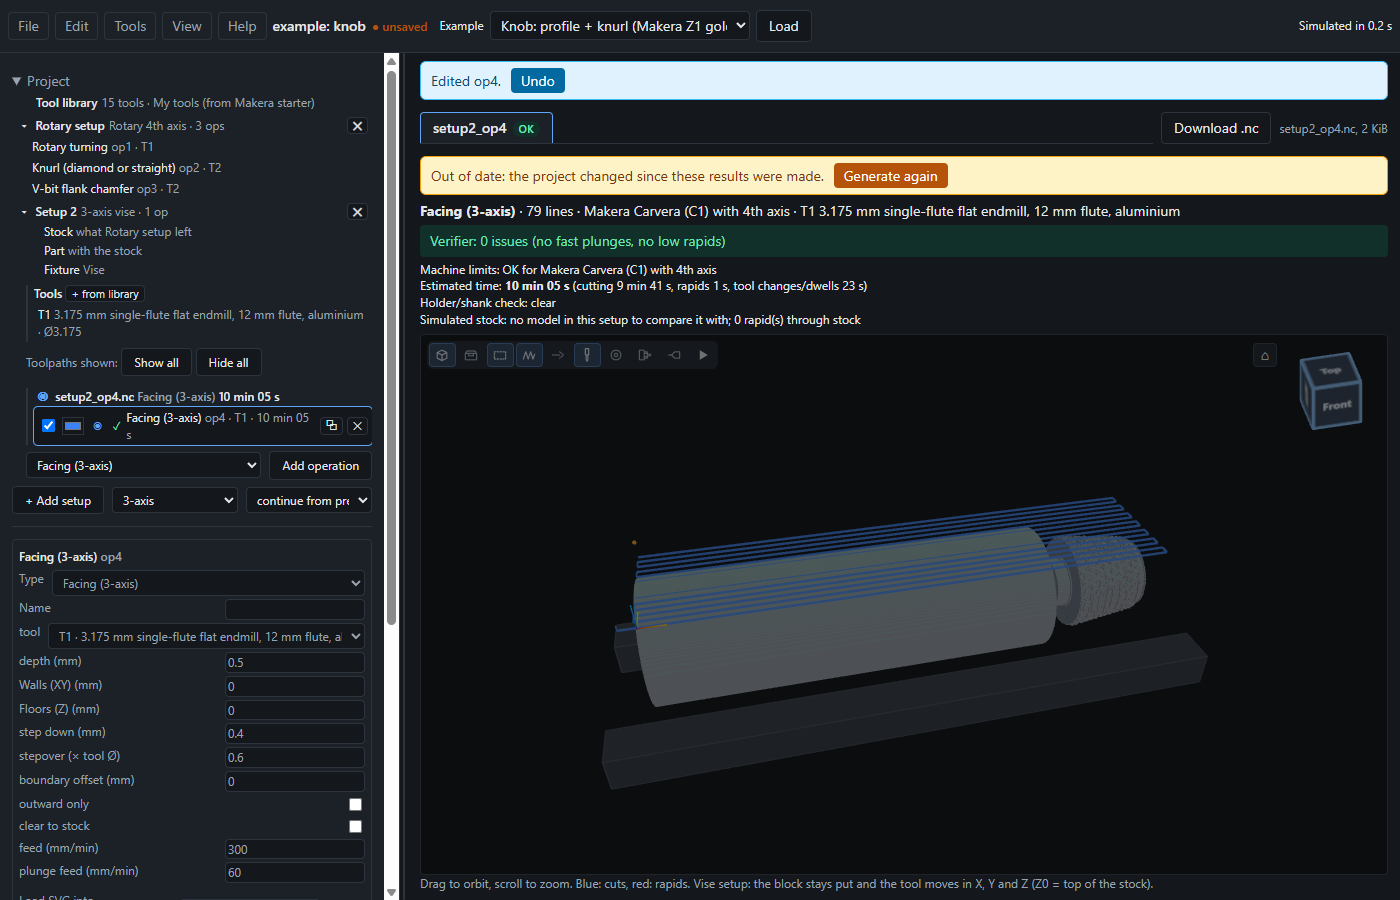 File Edit Tools View Help example: knob • unsaved Example Knob: profile + knurl (Makera Z1 gol Load Simulated in 0.2 s
Project
Tool library 15 tools · My tools (from Makera starter)
Rotary setup Rotary 4th axis · 3 ops
Rotary turning op1 · T1
Knurl (diamond or straight) op2 · T2
V-bit flank chamfer op3 · T2
Setup 2 3-axis vise · 1 op
Stock what Rotary setup left
Part with the stock
Fixture Vise
Tools + from library
T1 3.175 mm single-flute flat endmill, 12 mm flute, aluminium
· Ø3.175
Toolpaths shown: Show all Hide all
setup2_op4.nc Facing (3-axis) 10 min 05 s
Facing (3-axis) op4 · T1 · 10 min 05
s
Facing (3-axis) Add operation
+ Add setup 3-axis continue from pre
Facing (3-axis) op4
Type Facing (3-axis)
Name
tool T1 · 3.175 mm single-flute flat endmill, 12 mm flute, al
depth (mm) 0.5
Walls (XY) (mm) 0
Floors (Z) (mm) 0
step down (mm) 0.4
stepover (× tool Ø) 0.6
boundary offset (mm) 0
outward only
clear to stock
feed (mm/min) 300
plunge feed (mm/min) 60
Edited op4. Undo
setup2_op4 OK Download .nc setup2_op4.nc, 2 KiB
Out of date: the project changed since these results were made. Generate again
Facing (3-axis) · 79 lines · Makera Carvera (C1) with 4th axis · T1 3.175 mm single-flute flat endmill, 12 mm flute, aluminium
Verifier: 0 issues (no fast plunges, no low rapids)
Machine limits: OK for Makera Carvera (C1) with 4th axis
Estimated time: 10 min 05 s (cutting 9 min 41 s, rapids 1 s, tool changes/dwells 23 s)
Holder/shank check: clear
Simulated stock: no model in this setup to compare it with; 0 rapid(s) through stock
Top
Front
Drag to orbit, scroll to zoom. Blue: cuts, red: rapids. Vise setup: the block stays put and the tool moves in X, Y and Z (Z0 = top of the stock).